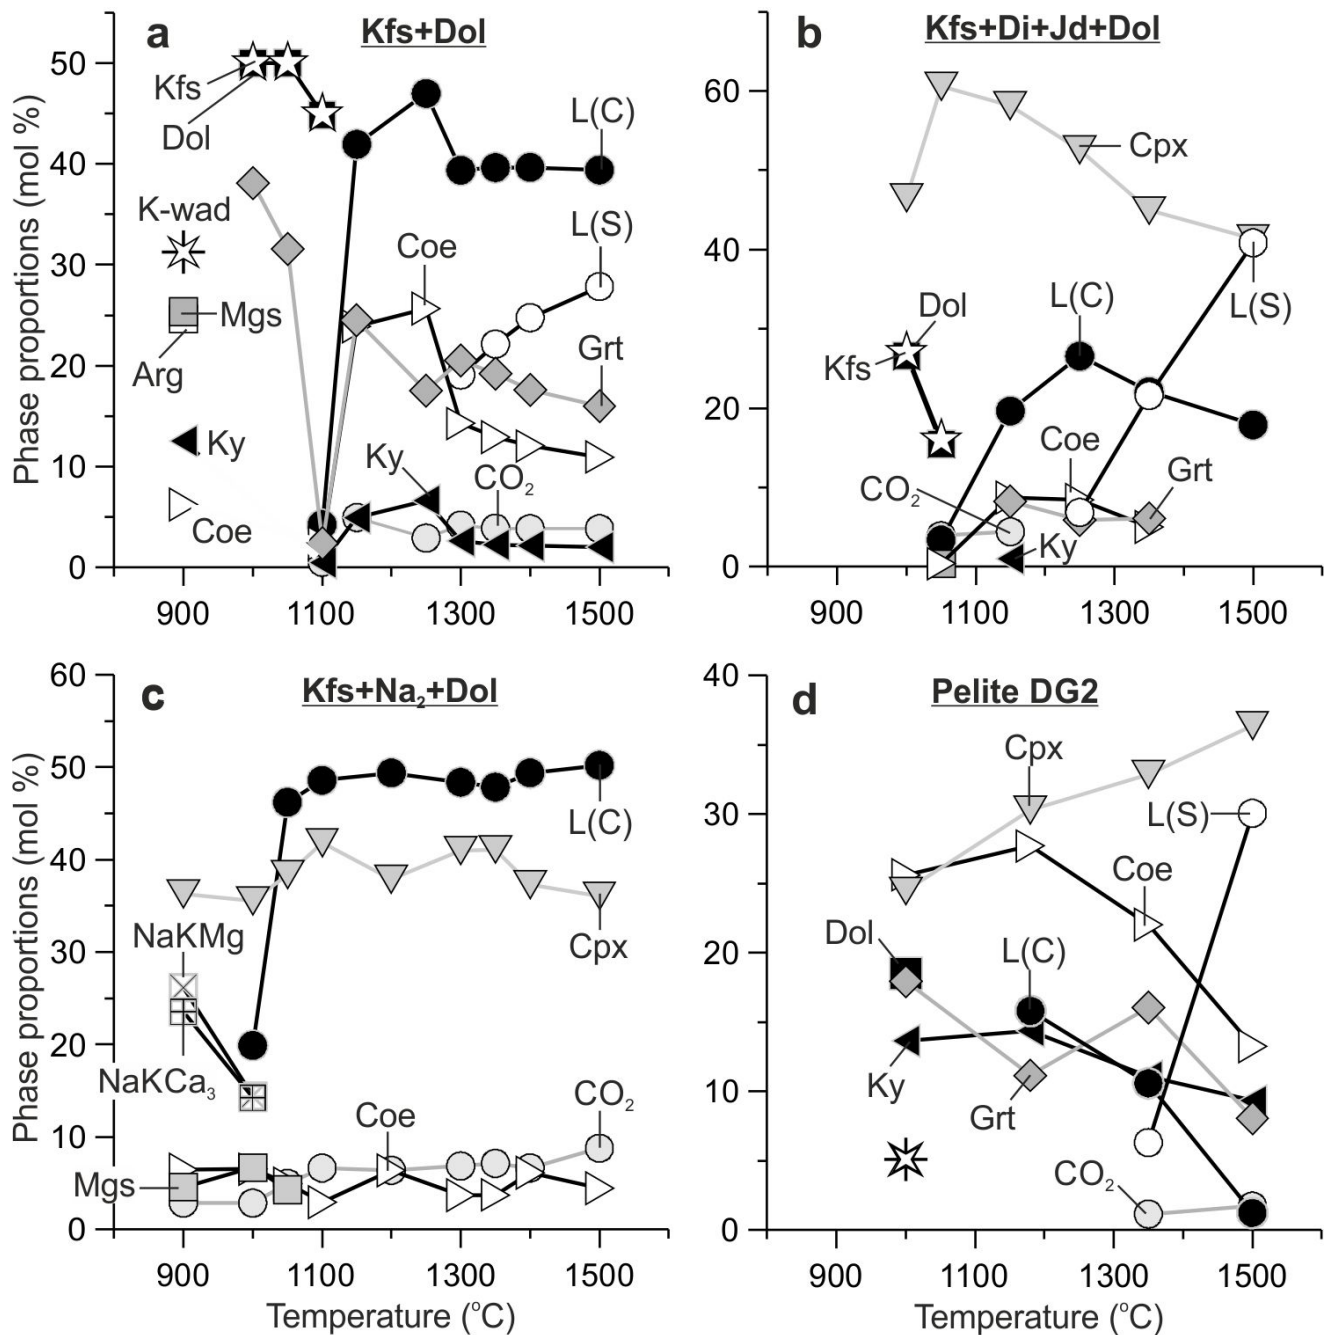 a
Kfs+Dol
50
40
30
20
10
0
Phase proportions (mol %)
Kfs
Dol
K-wad
Mgs
Arg
Ky
Coe
Coe
Ky
CO₂
L(C)
L(S)
Grt
900
1100
1300
1500
b
Kfs+Di+Jd+Dol
60
40
20
0
Cpx
Dol
Kfs
L(C)
L(S)
Coe
CO₂
Grt
Ky
900
1100
1300
1500
c
Kfs+Na₂+Dol
60
50
40
30
20
10
0
Phase proportions (mol %)
L(C)
NaKMg
Cpx
NaKCa₃
Coe
CO₂
Mgs
900
1100
1300
1500
Temperature (°C)
d
Pelite DG2
40
30
20
10
0
Cpx
L(S)
Coe
Dol
L(C)
Ky
Grt
CO₂
900
1100
1300
1500
Temperature (°C)